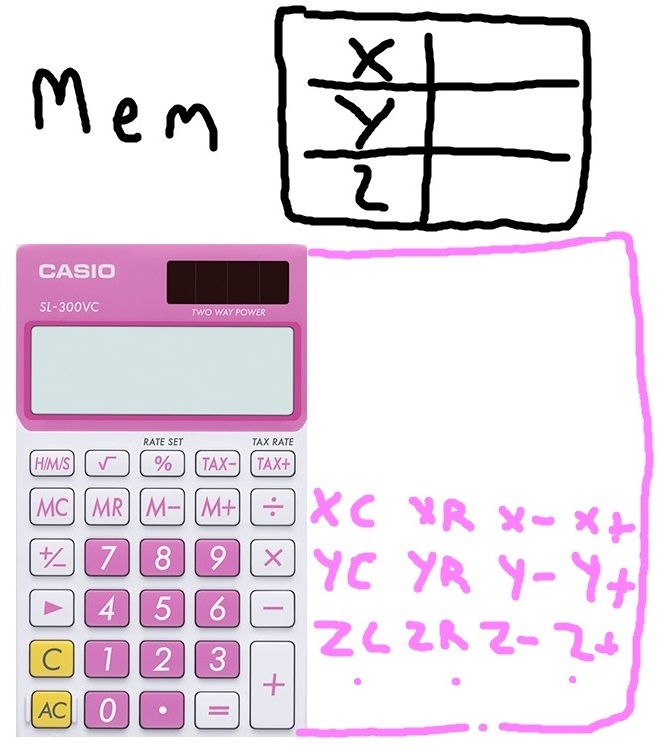 Mem
X
Y
Z
CASIO
SL-300VC
TWO WAY POWER
RATE SET TAX RATE
H/M/S √ % TAX− TAX+
MC MR M− M+ ÷ XC XR X- X+
+/− 7 8 9 × YC YR Y- Y+
▶ 4 5 6 − ZC ZR Z- Z+
C 1 2 3 +
AC 0 · =